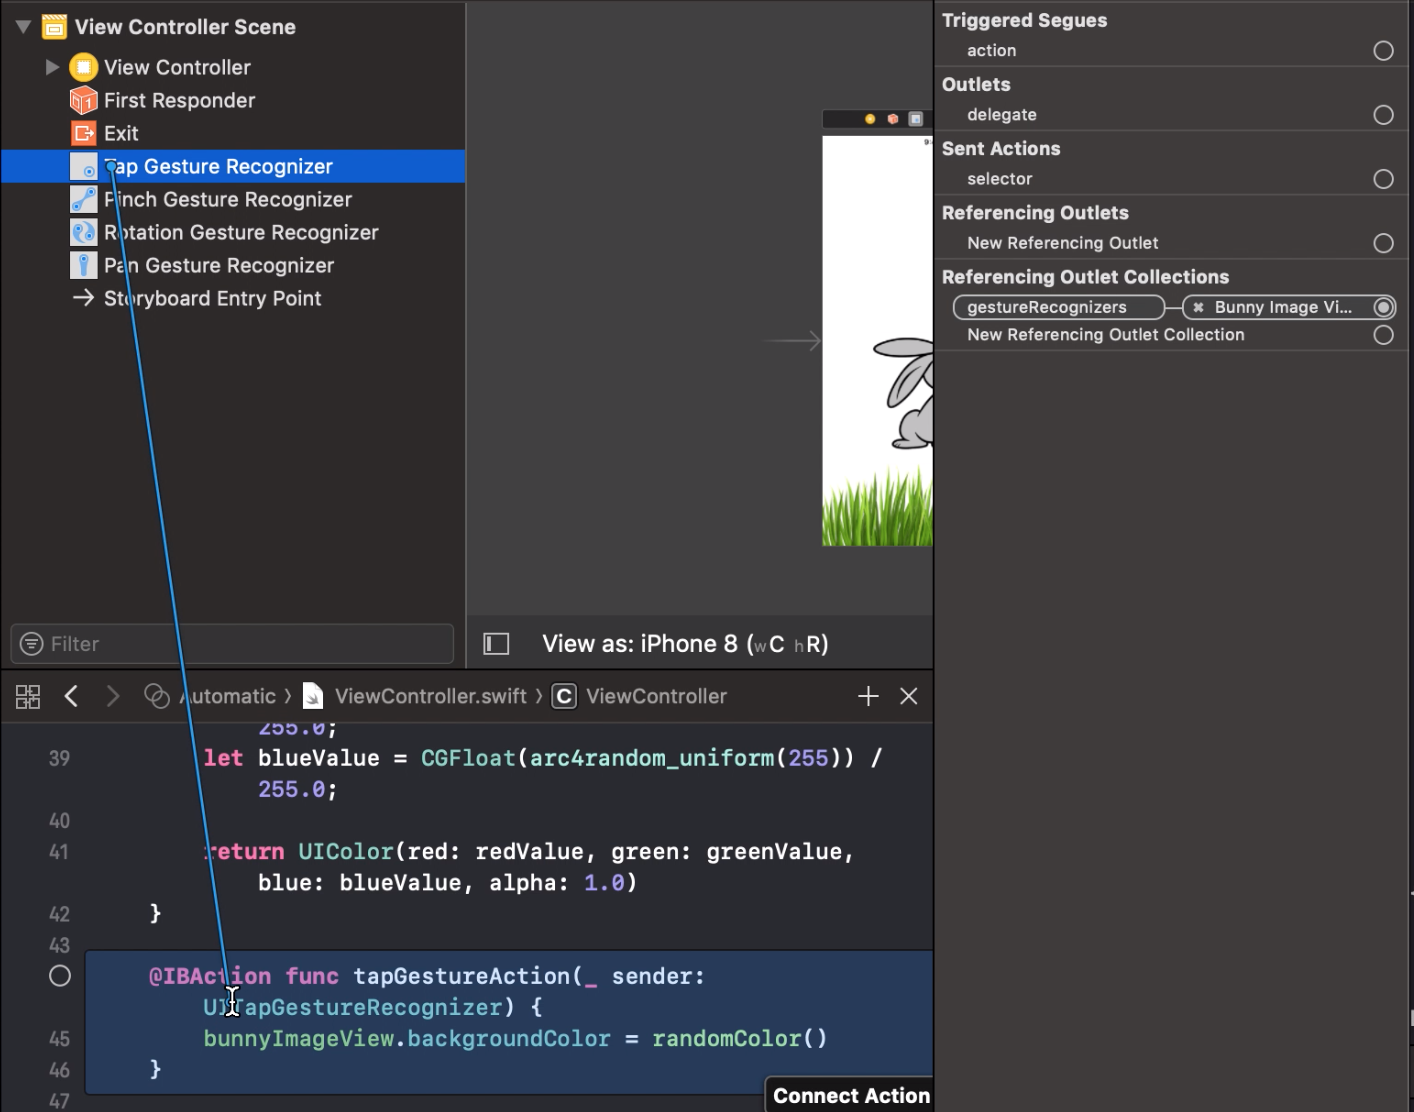 View Controller Scene
View Controller
First Responder
Exit
Tap Gesture Recognizer
Pinch Gesture Recognizer
Rotation Gesture Recognizer
Pan Gesture Recognizer
Storyboard Entry Point
Filter
View as: iPhone 8 (wC hR)
Triggered Segues
action
Outlets
delegate
Sent Actions
selector
Referencing Outlets
New Referencing Outlet
Referencing Outlet Collections
gestureRecognizers
Bunny Image Vi...
New Referencing Outlet Collection
Automatic
ViewController.swift
C ViewController
255.0;
39 let blueValue = CGFloat(arc4random_uniform(255)) /
255.0;
40
41 return UIColor(red: redValue, green: greenValue,
blue: blueValue, alpha: 1.0)
42 }
43
@IBAction func tapGestureAction(_ sender:
UITapGestureRecognizer) {
45 bunnyImageView.backgroundColor = randomColor()
46 }
47
Connect Action